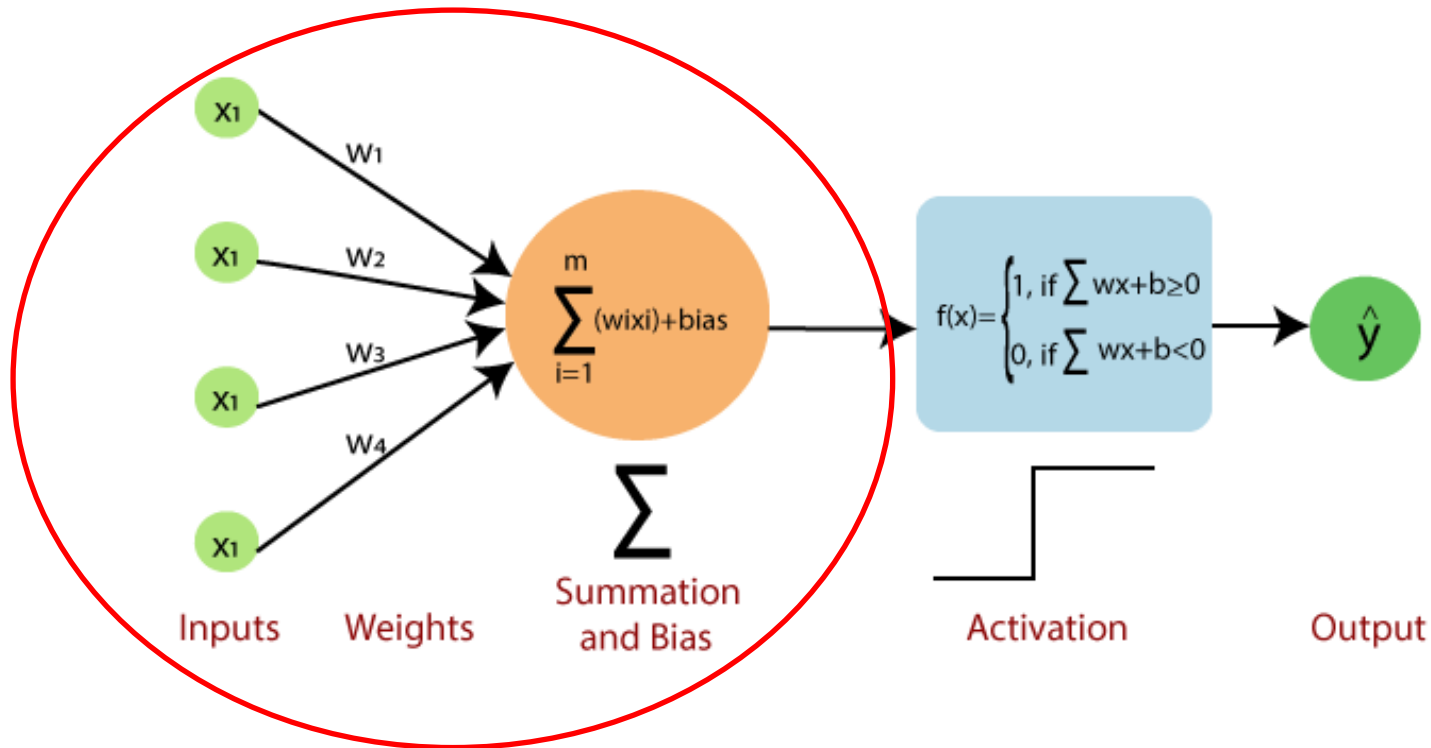 x1
w1
x1
w2
x1
w3
x1
w4
m
∑(wixi)+bias
i=1
∑
f(x)={1, if ∑ wx+b≥0
0, if ∑ wx+b<0
ŷ
Inputs
Weights
Summation
and Bias
Activation
Output